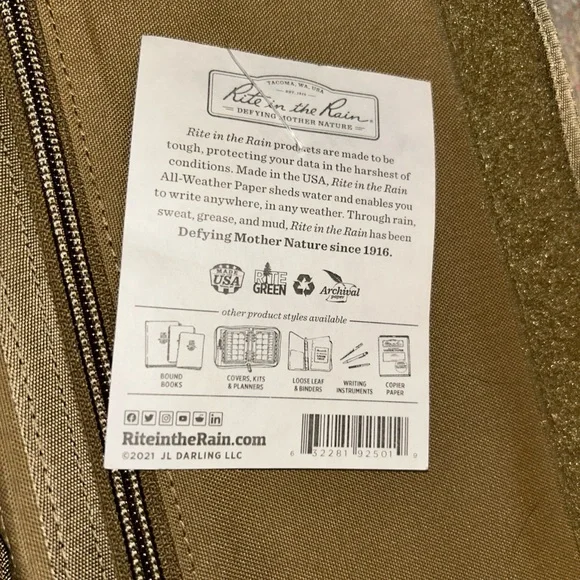 TACOMA, WA, USA
EST. 1916
Rite in the Rain®
DEFYING MOTHER NATURE
Rite in the Rain products are made to be
tough, protecting your data in the harshest of
conditions. Made in the USA, Rite in the Rain
All-Weather Paper sheds water and enables you
to write anywhere, in any weather. Through rain,
sweat, grease, and mud, Rite in the Rain has been
Defying Mother Nature since 1916.
MADE USA
RITE GREEN
Archival paper
other product styles available
BOUND BOOKS
COVERS, KITS & PLANNERS
LOOSE LEAF & BINDERS
WRITING INSTRUMENTS
COPIER PAPER
RiteintheRain.com
©2021 JL DARLING LLC
6 32281 92501 9